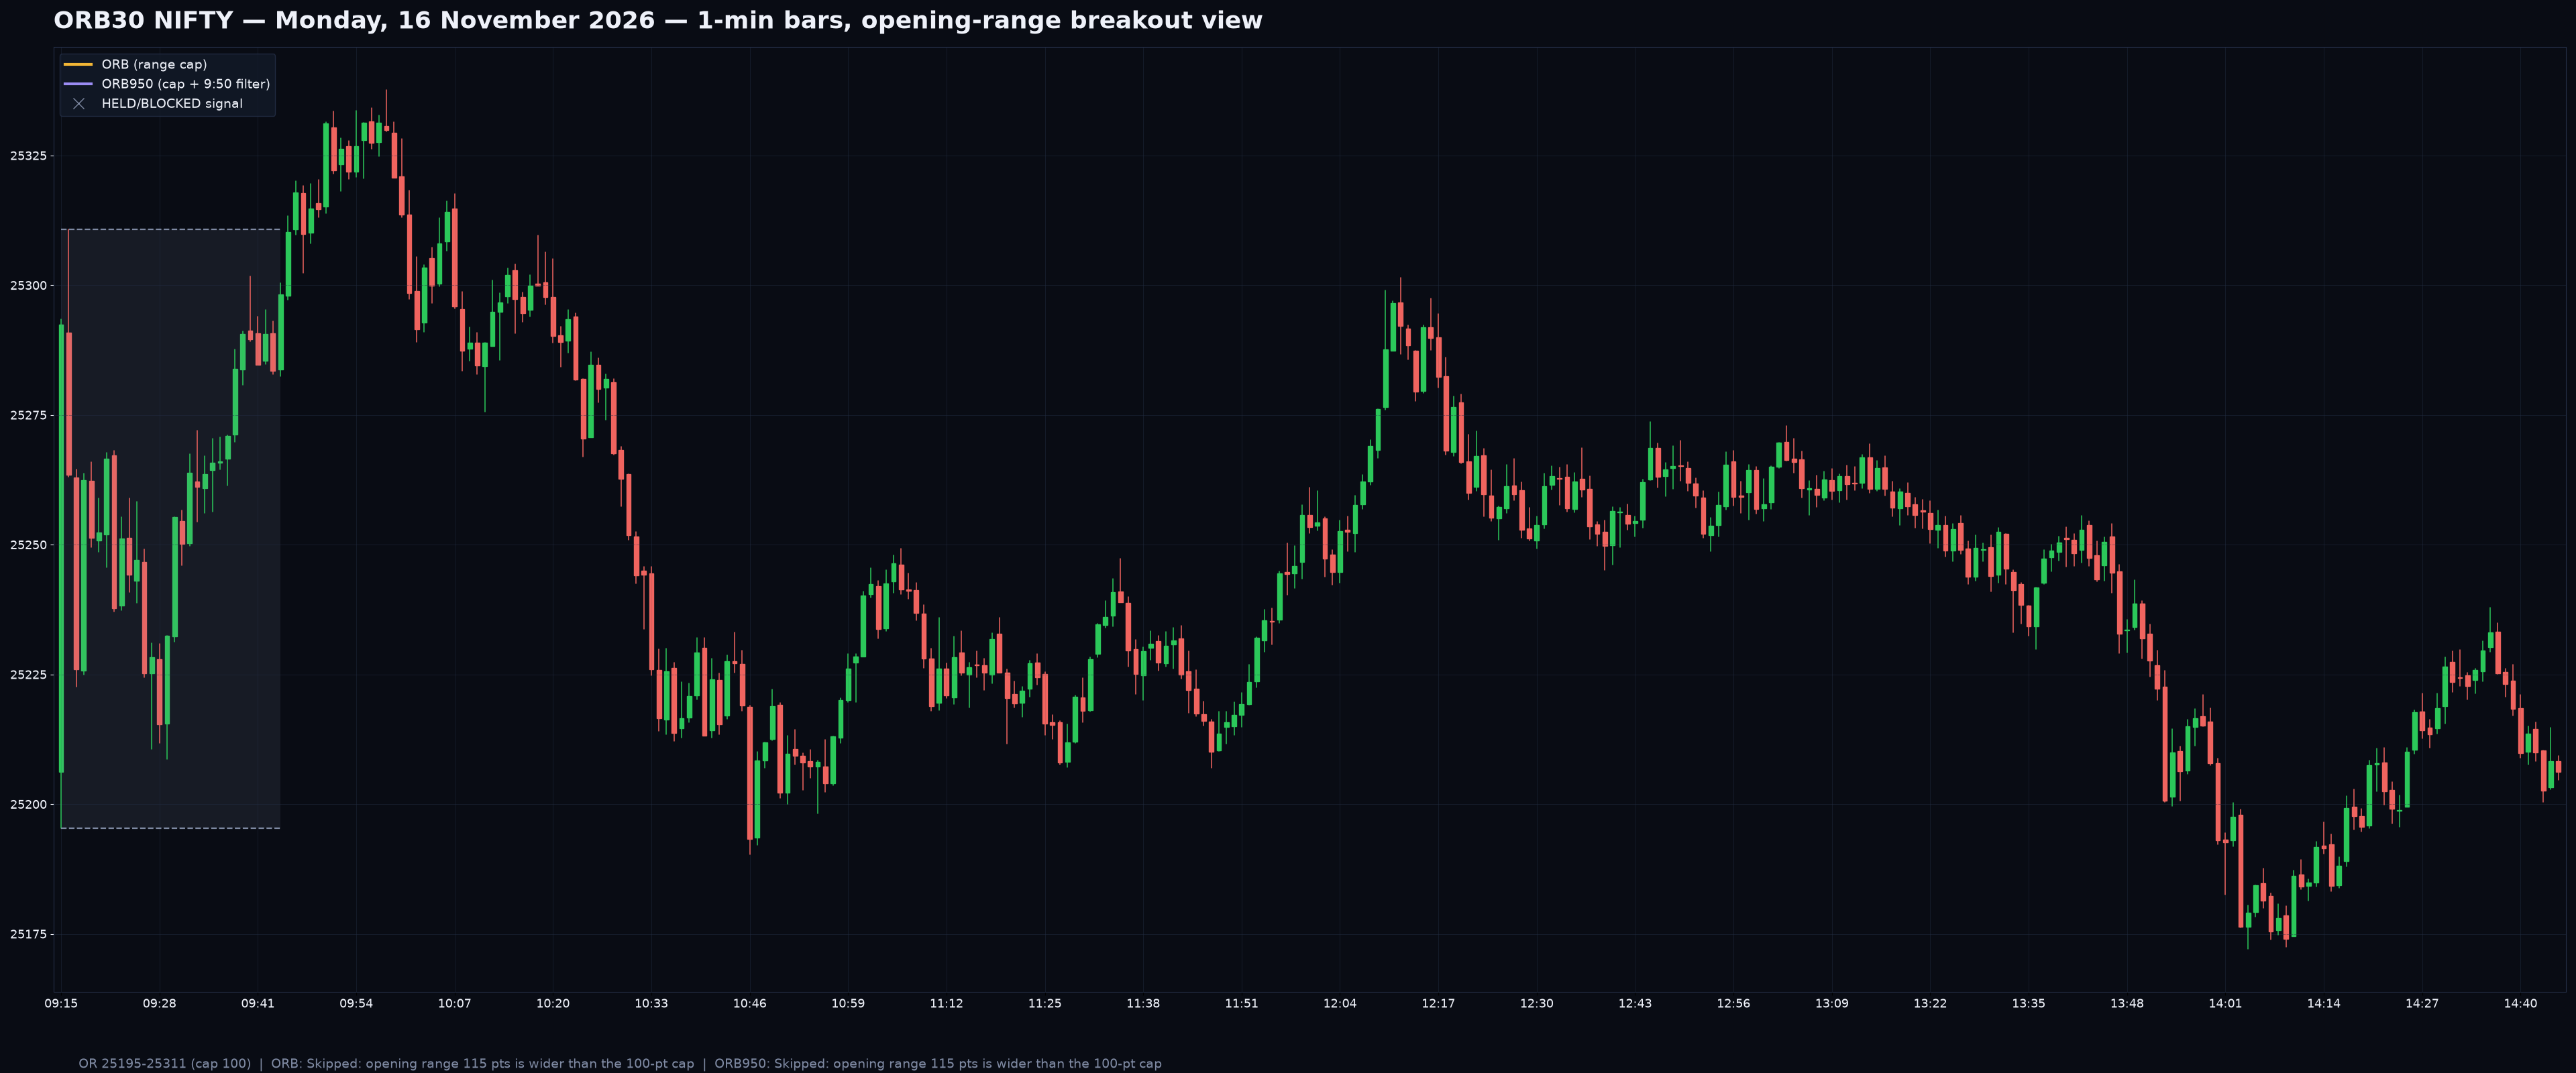 ORB30 NIFTY — Monday, 16 November 2026 — 1-min bars, opening-range breakout view
ORB (range cap)
ORB950 (cap + 9:50 filter)
HELD/BLOCKED signal
25325
25300
25275
25250
25225
25200
25175
09:15 09:28 09:41 09:54 10:07 10:20 10:33 10:46 10:59 11:12 11:25 11:38 11:51 12:04 12:17 12:30 12:43 12:56 13:09 13:22 13:35 13:48 14:01 14:14 14:27 14:40
OR 25195-25311 (cap 100) | ORB: Skipped: opening range 115 pts is wider than the 100-pt cap | ORB950: Skipped: opening range 115 pts is wider than the 100-pt cap